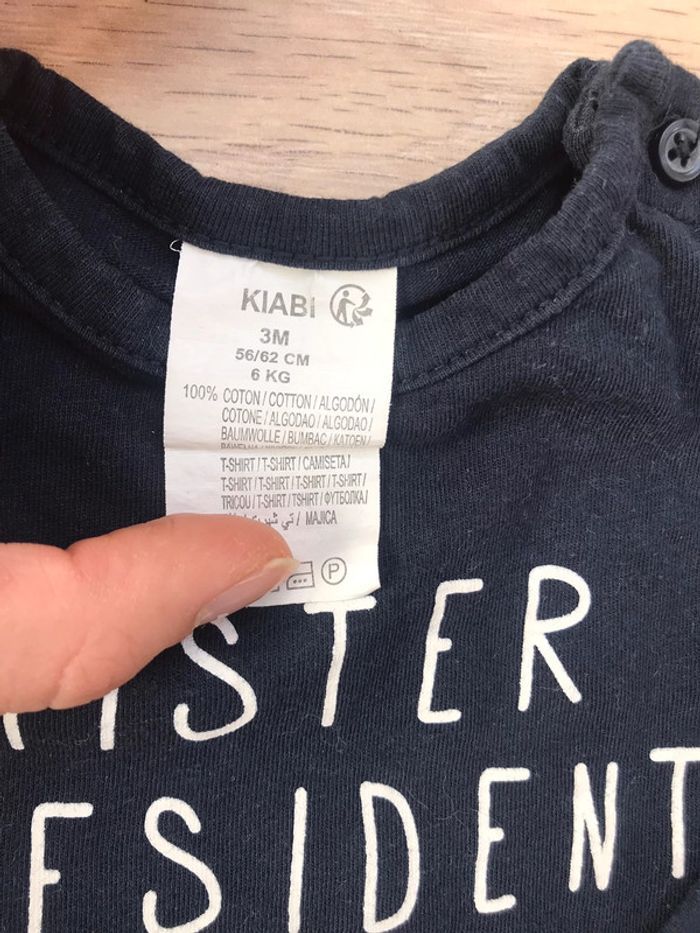 KIABI
3M
56/62 CM
6 KG
100% COTON / COTTON / ALGODÓN /
COTONE / ALGODAO / ALGODAO /
BAUMWOLLE / BUMBAC / KATOEN /
T-SHIRT / T-SHIRT / CAMISETA /
T-SHIRT / T-SHIRT / T-SHIRT / T-SHIRT /
TRICOU / T-SHIRT / TSHIRT / ФУТБОЛКА /
/ MAJICA
P
ISTER
ESIDENT